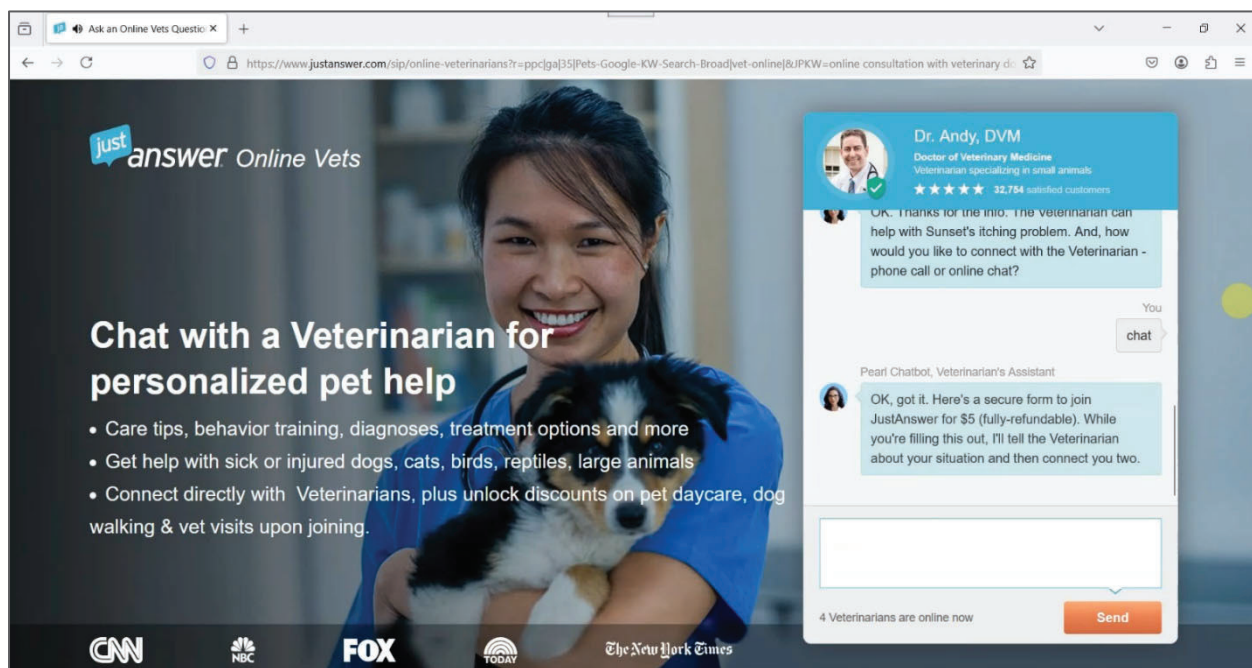 Ask an Online Vets Questio
https://www.justanswer.com/sip/online-veterinarians?r=ppc|ga|35|Pets-Google-KW-Search-Broad|vet-online|&JPKW=online consultation with veterinary do
just answer Online Vets
Chat with a Veterinarian for
personalized pet help
• Care tips, behavior training, diagnoses, treatment options and more
• Get help with sick or injured dogs, cats, birds, reptiles, large animals
• Connect directly with Veterinarians, plus unlock discounts on pet daycare, dog
walking & vet visits upon joining.
CNN
NBC
FOX
TODAY
The New York Times
Dr. Andy, DVM
Doctor of Veterinary Medicine
Veterinarian specializing in small animals
32,754 satisfied customers
OK. Thanks for the info. The Veterinarian can
help with Sunset's itching problem. And, how
would you like to connect with the Veterinarian -
phone call or online chat?
You
chat
Pearl Chatbot, Veterinarian's Assistant
OK, got it. Here's a secure form to join
JustAnswer for $5 (fully-refundable). While
you're filling this out, I'll tell the Veterinarian
about your situation and then connect you two.
4 Veterinarians are online now
Send